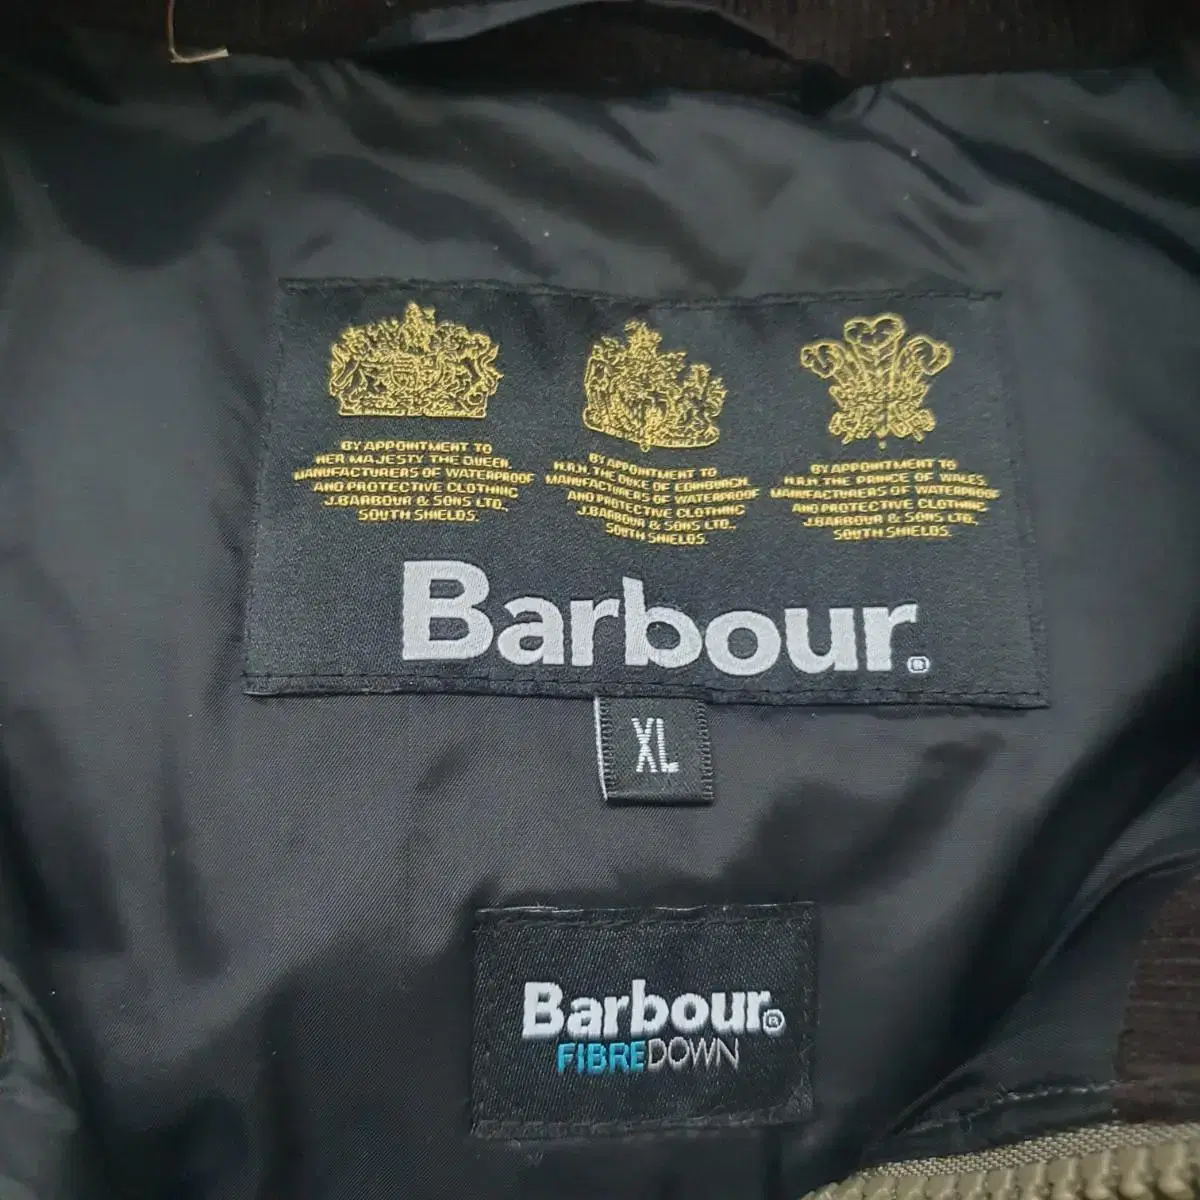 BY APPOINTMENT TO
HER MAJESTY THE QUEEN.
MANUFACTURERS OF WATERPROOF
AND PROTECTIVE CLOTHING
J.BARBOUR & SONS LTD.,
SOUTH SHIELDS.
BY APPOINTMENT TO
H.R.H. THE DUKE OF EDINBURGH.
MANUFACTURERS OF WATERPROOF
AND PROTECTIVE CLOTHING
J.BARBOUR & SONS LTD.,
SOUTH SHIELDS.
BY APPOINTMENT TO
H.R.H. THE PRINCE OF WALES.
MANUFACTURERS OF WATERPROOF
AND PROTECTIVE CLOTHING
J.BARBOUR & SONS LTD.,
SOUTH SHIELDS.
Barbour®
XL
Barbour®
FIBREDOWN